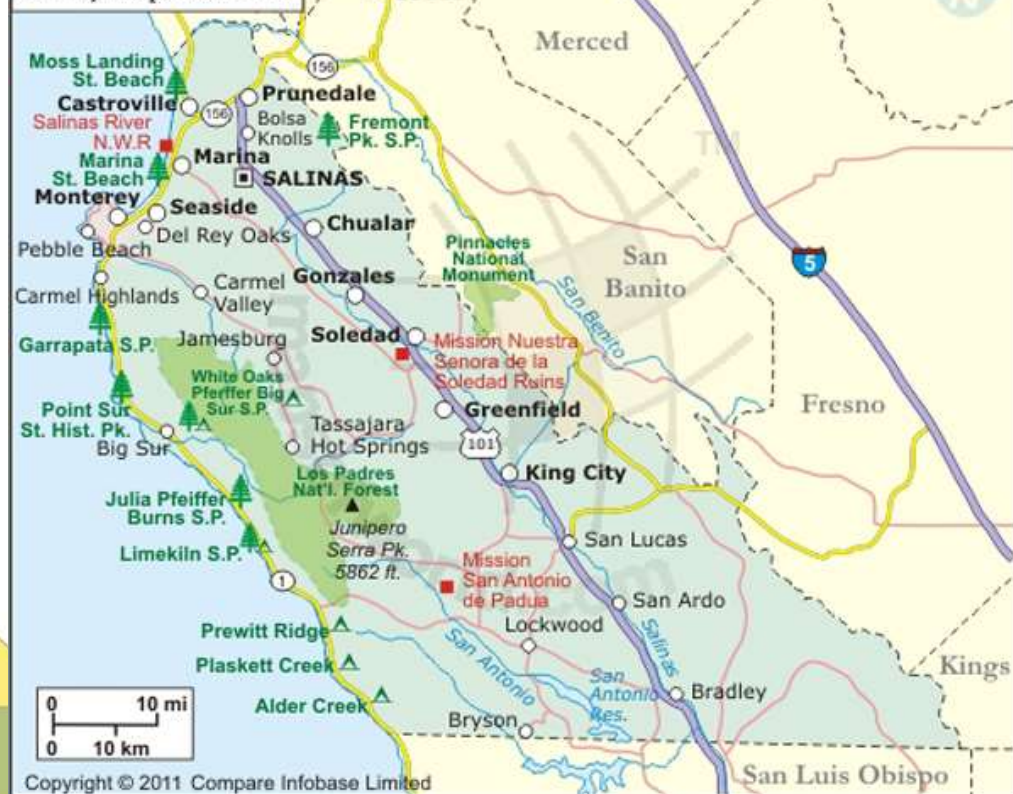 Merced
156
Moss Landing
St. Beach
Castroville
156
Prunedale
Salinas River
N.W.R
Bolsa
Knolls
Fremont
Pk. S.P.
Marina
St. Beach
Marina
SALINAS
Monterey
Seaside
Del Rey Oaks
Chualar
Pebble Beach
Pinnacles
National
Monument
San
Banito
5
San Benito
Carmel Highlands
Carmel
Valley
Gonzales
Garrapata S.P.
Jamesburg
Soledad
Mission Nuestra
Senora de la
Soledad Ruins
White Oaks
Pferffer Big
Sur S.P.
Point Sur
St. Hist. Pk.
Greenfield
Fresno
Big Sur
Tassajara
Hot Springs
101
King City
Los Padres
Nat'l. Forest
Julia Pfeiffer
Burns S.P.
Junipero
Serra Pk.
5862 ft.
Limekiln S.P.
San Lucas
1
Mission
San Antonio
de Padua
San Ardo
Prewitt Ridge
Lockwood
Salinas
San Antonio
Plaskett Creek
Kings
San
Antonio
Res.
Bradley
Alder Creek
Bryson
0 10 mi
0 10 km
San Luis Obispo
Copyright © 2011 Compare Infobase Limited